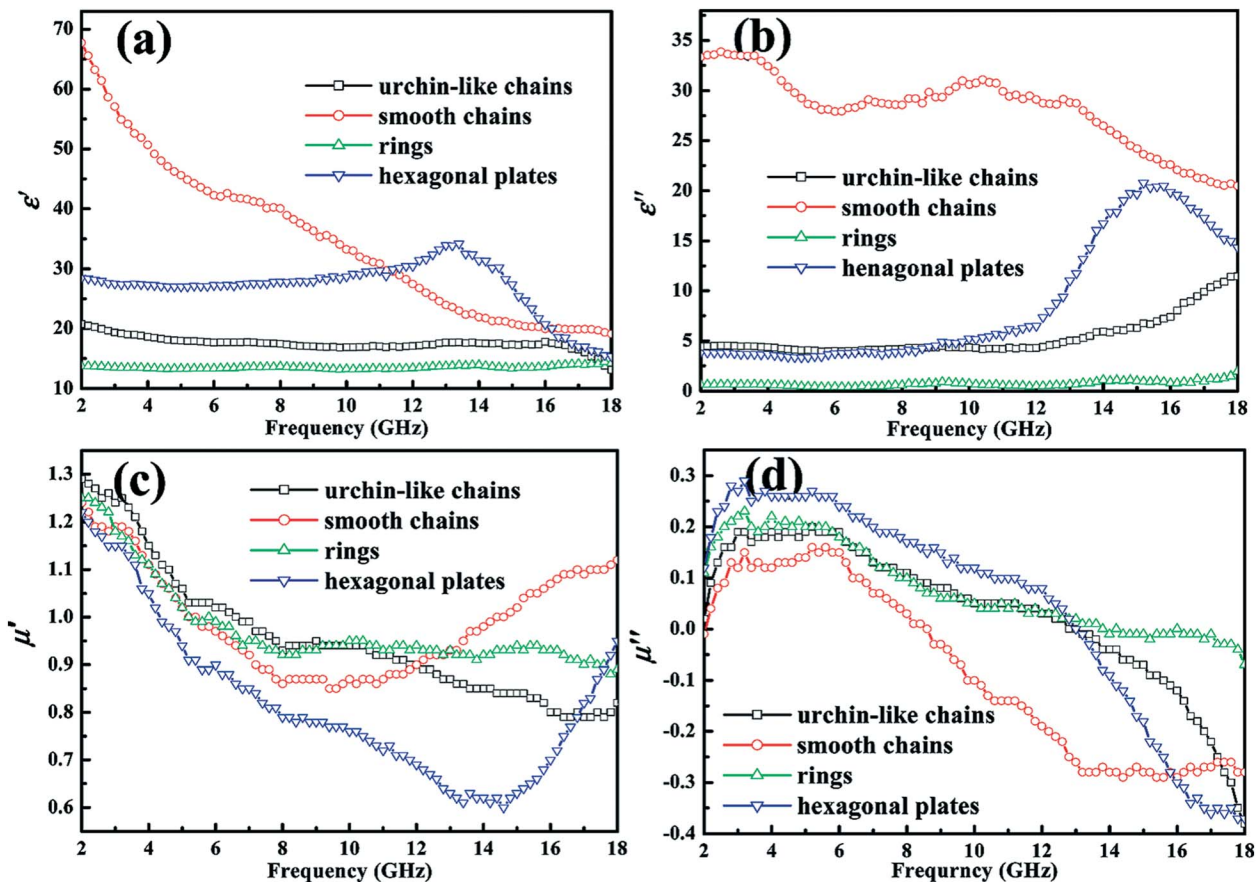 (a)
70
60
50
40
30
20
10
ε'
urchin-like chains
smooth chains
rings
hexagonal plates
2 4 6 8 10 12 14 16 18
Frequency (GHz)
(b)
35
30
25
20
15
10
5
0
ε''
urchin-like chains
smooth chains
rings
henagonal plates
2 4 6 8 10 12 14 16 18
Frequency (GHz)
(c)
1.3
1.2
1.1
1.0
0.9
0.8
0.7
0.6
μ'
urchin-like chains
smooth chains
rings
hexagonal plates
2 4 6 8 10 12 14 16 18
Frequency (GHz)
(d)
0.3
0.2
0.1
0.0
-0.1
-0.2
-0.3
-0.4
μ''
urchin-like chains
smooth chains
rings
hexagonal plates
2 4 6 8 10 12 14 16 18
Frequrncy (GHz)